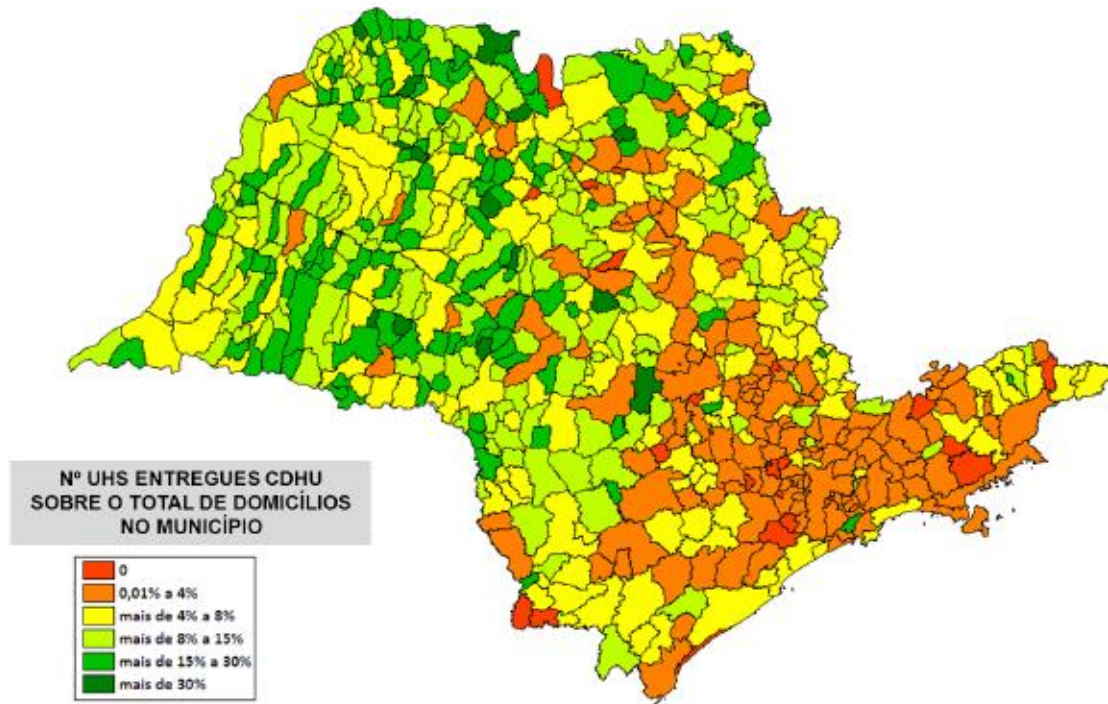 Nº UHS ENTREGUES CDHU
SOBRE O TOTAL DE DOMICÍLIOS
NO MUNICÍPIO
0
0,01% a 4%
mais de 4% a 8%
mais de 8% a 15%
mais de 15% a 30%
mais de 30%